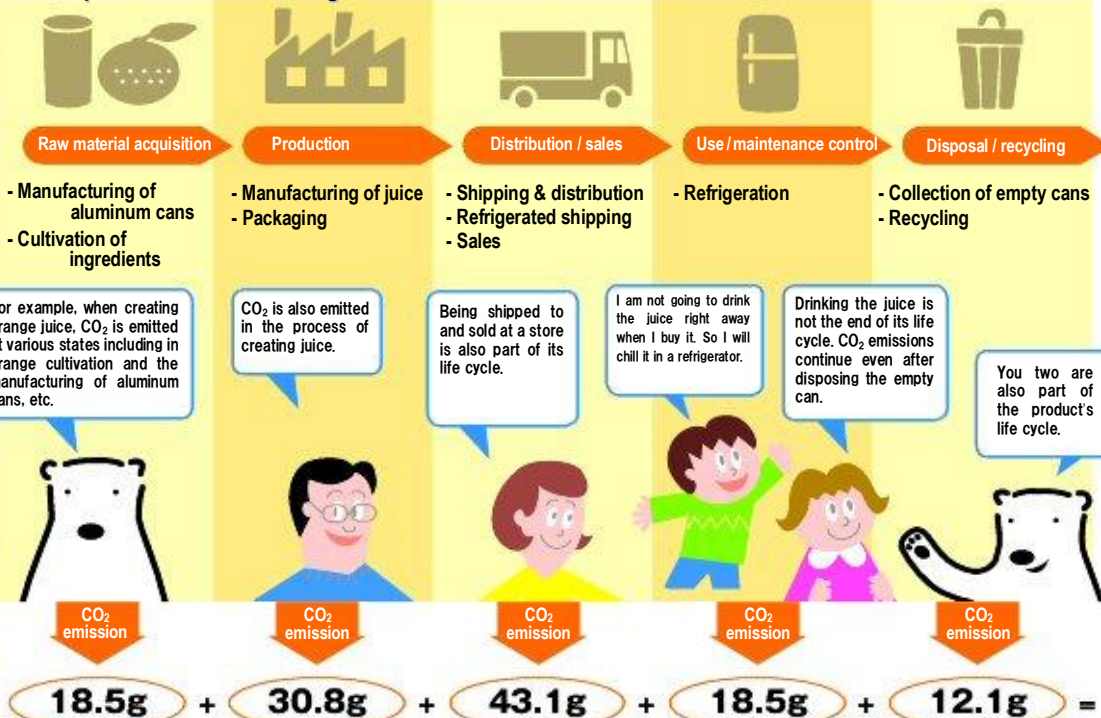 Raw material acquisition
Production
Distribution / sales
Use / maintenance control
Disposal / recycling
- Manufacturing of
aluminum cans
- Cultivation of
ingredients
- Manufacturing of juice
- Packaging
- Shipping & distribution
- Refrigerated shipping
- Sales
- Refrigeration
- Collection of empty cans
- Recycling
or example, when creating
range juice, CO₂ is emitted
t various states including in
range cultivation and the
anufacturing of aluminum
ans, etc.
CO₂ is also emitted
in the process of
creating juice.
Being shipped to
and sold at a store
is also part of its
life cycle.
I am not going to drink
the juice right away
when I buy it. So I will
chill it in a refrigerator.
Drinking the juice is
not the end of its life
cycle. CO₂ emissions
continue even after
disposing the empty
can.
You two are
also part of
the product's
life cycle.
CO₂
emission
CO₂
emission
CO₂
emission
CO₂
emission
CO₂
emission
18.5g + 30.8g + 43.1g + 18.5g + 12.1g =